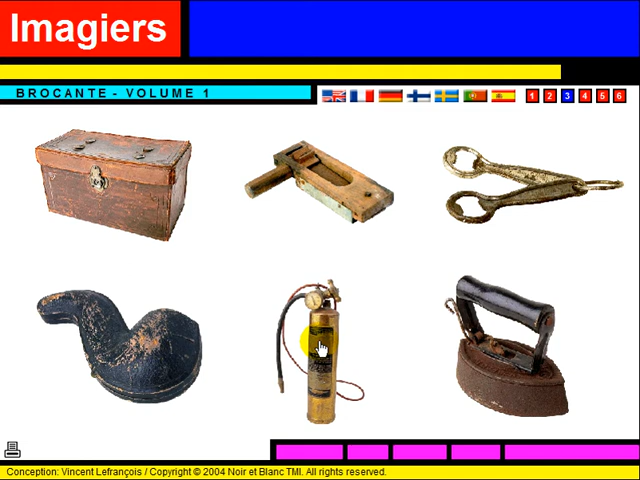 Imagiers
BROCANTE - VOLUME 1
1 2 3 4 5 6
Conception: Vincent Lefrançois / Copyright © 2004 Noir et Blanc TMI. All rights reserved.